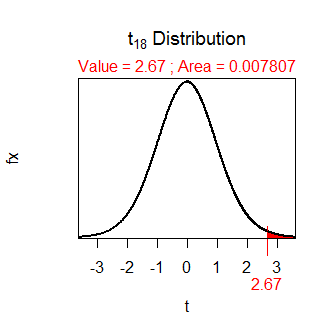 t₁₈ Distribution
Value = 2.67 ; Area = 0.007807
fx
-3 -2 -1 0 1 2 3
2.67
t